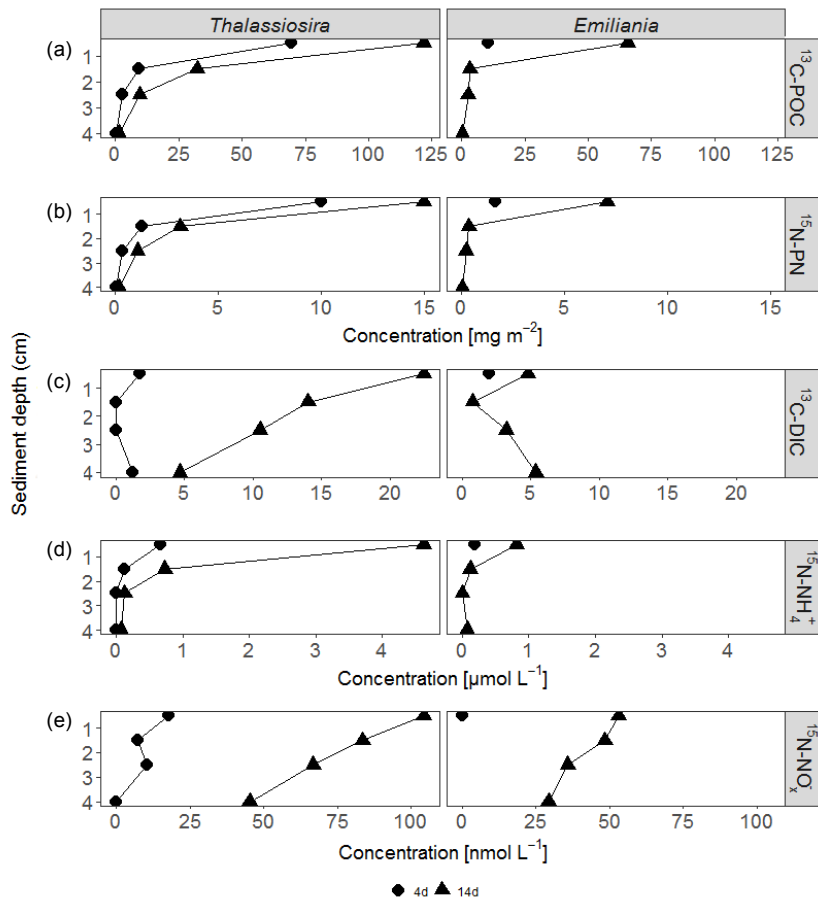 Thalassiosira Emiliania
(a) 1 2 3 4 ¹³C-POC
0 25 50 75 100 125 0 25 50 75 100 125
(b) 1 2 3 4 ¹⁵N-PN
0 5 10 15 0 5 10 15
Concentration [mg m⁻²]
Sediment depth (cm)
(c) 1 2 3 4 ¹³C-DIC
0 5 10 15 20 0 5 10 15 20
(d) 1 2 3 4 ¹⁵N-NH₄⁺
0 1 2 3 4 0 1 2 3 4
Concentration [µmol L⁻¹]
(e) 1 2 3 4 ¹⁵N-NOₓ⁻
0 25 50 75 100 0 25 50 75 100
Concentration [nmol L⁻¹]
4d 14d